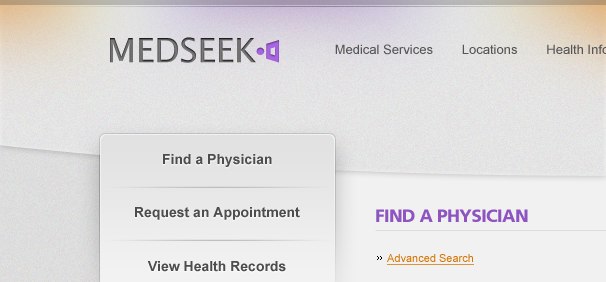 MEDSEEK
Medical Services Locations Health Info
Find a Physician
Request an Appointment
View Health Records
FIND A PHYSICIAN
Advanced Search